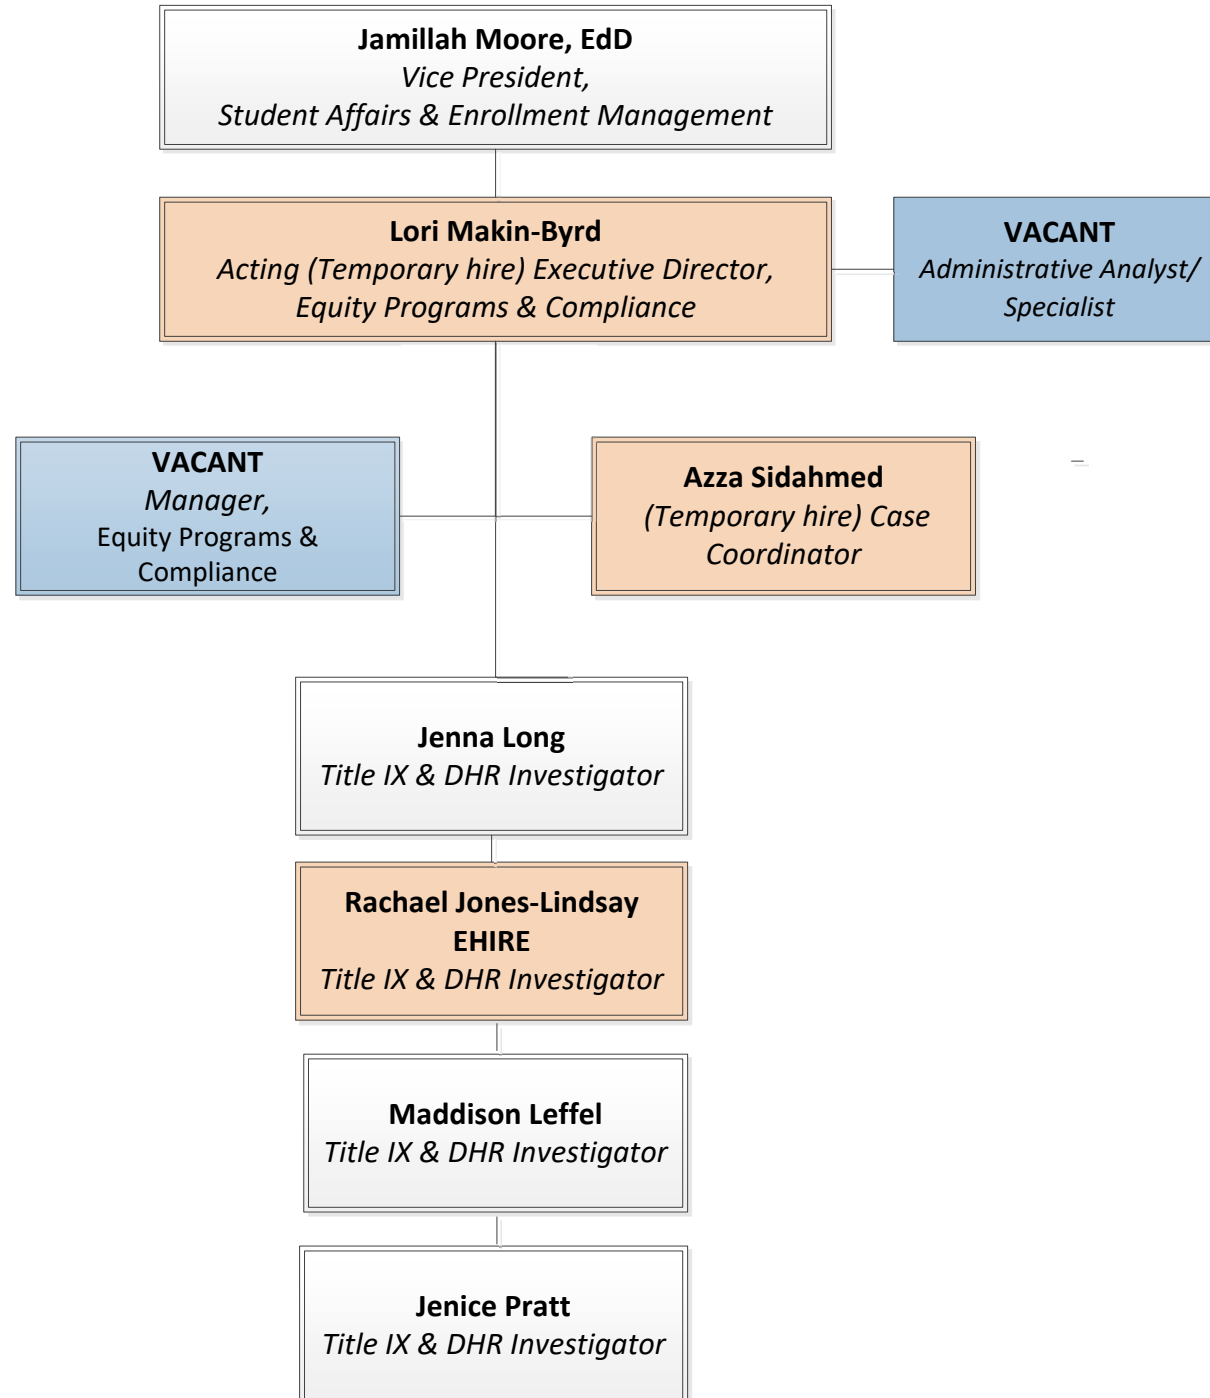 Jamillah Moore, EdD
Vice President,
Student Affairs & Enrollment Management
Lori Makin-Byrd
Acting (Temporary hire) Executive Director,
Equity Programs & Compliance
VACANT
Administrative Analyst/
Specialist
VACANT
Manager,
Equity Programs &
Compliance
Azza Sidahmed
(Temporary hire) Case
Coordinator
Jenna Long
Title IX & DHR Investigator
Rachael Jones-Lindsay
EHIRE
Title IX & DHR Investigator
Maddison Leffel
Title IX & DHR Investigator
Jenice Pratt
Title IX & DHR Investigator